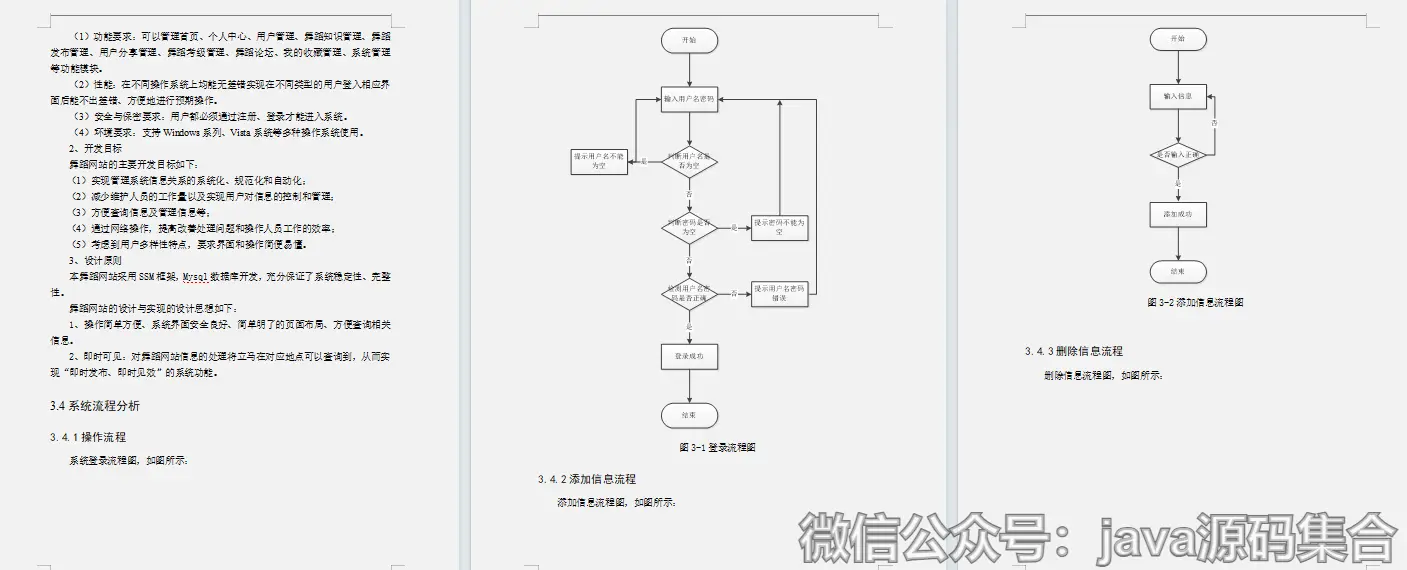 （1）功能要求：可以管理首页、个人中心、用户管理、舞蹈知识管理、舞蹈
发布管理、用户分享管理、舞蹈考级管理、舞蹈论坛、我的收藏管理、系统管理
等功能模块。
（2）性能：在不同操作系统上均能无差错实现在不同类型的用户登入相应界
面后能不出差错、方便地进行预期操作。
（3）安全与保密要求：用户都必须通过注册、登录才能进入系统。
（4）环境要求：支持 Windows 系列、Vista 系统等多种操作系统使用。
2、开发目标
舞蹈网站的主要开发目标如下：
（1）实现管理系统信息关系的系统化、规范化和自动化；
（2）减少维护人员的工作量以及实现用户对信息的控制和管理；
（3）方便查询信息及管理信息等；
（4）通过网络操作，提高改善处理问题和操作人员工作的效率；
（5）考虑到用户多样性特点，要求界面和操作简便易懂。
3、设计原则
本舞蹈网站采用 SSM 框架，Mysql 数据库开发，充分保证了系统稳定性、完整
性。
舞蹈网站的设计与实现的设计思想如下：
1、操作简单方便、系统界面安全良好、简单明了的页面布局、方便查询相关
信息。
2、即时可见：对舞蹈网站信息的处理将立马在对应地点可以查询到，从而实
现“即时发布、即时见效”的系统功能。
3.4 系统流程分析
3.4.1 操作流程
系统登录流程图，如图所示：
开始
输入用户名密码
判断用户名是
否为空
是
提示用户名不能
为空
否
判断密码是否
为空
是
提示密码不能为
空
否
检测用户名密
码是否正确
否
提示用户名密码
错误
是
登录成功
结束
图 3-1 登录流程图
3.4.2 添加信息流程
添加信息流程图，如图所示：
开始
输入信息
否
是否输入正确
是
添加成功
结束
图 3-2 添加信息流程图
3.4.3 删除信息流程
删除信息流程图，如图所示：
微信公众号：java源码集合